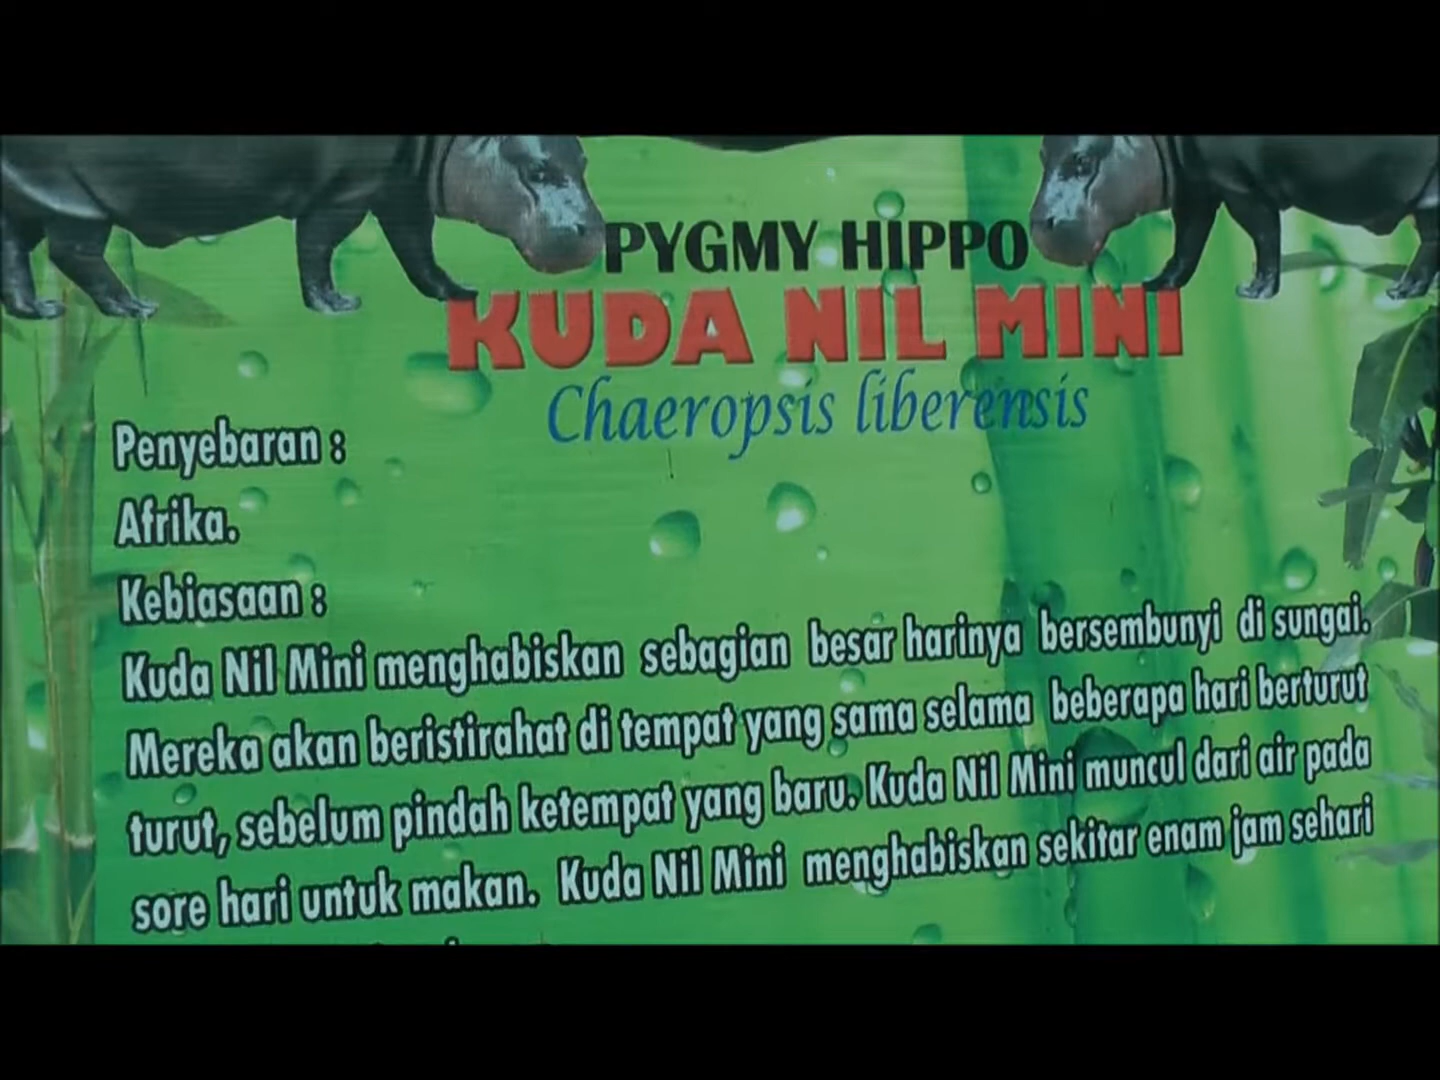 PYGMY HIPPO
KUDA NIL MINI
Chaeropsis liberensis
Penyebaran :
Afrika.
Kebiasaan :
Kuda Nil Mini menghabiskan sebagian besar harinya bersembunyi di sungai.
Mereka akan beristirahat di tempat yang sama selama beberapa hari berturut
turut, sebelum pindah ketempat yang baru. Kuda Nil Mini muncul dari air pada
sore hari untuk makan. Kuda Nil Mini menghabiskan sekitar enam jam sehari